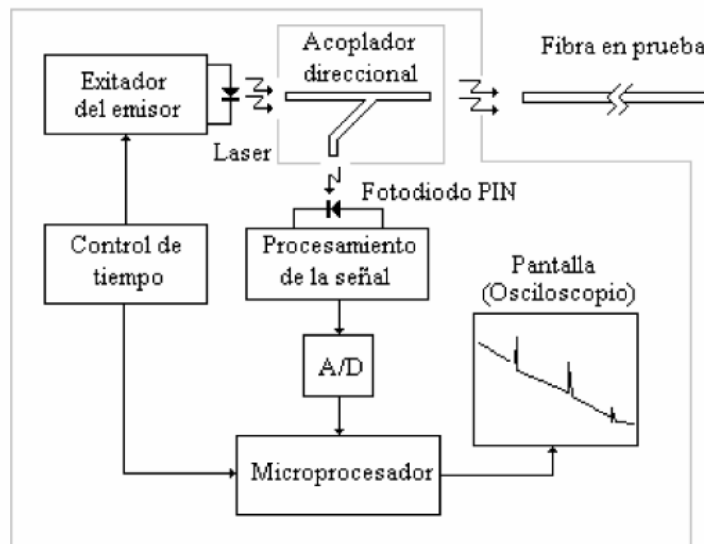 Acoplador
direccional
Fibra en prueba
Exitador
del emisor
Laser
Fotodiodo PIN
Control de
tiempo
Procesamiento
de la señal
Pantalla
(Osciloscopio)
A/D
Microprocesador